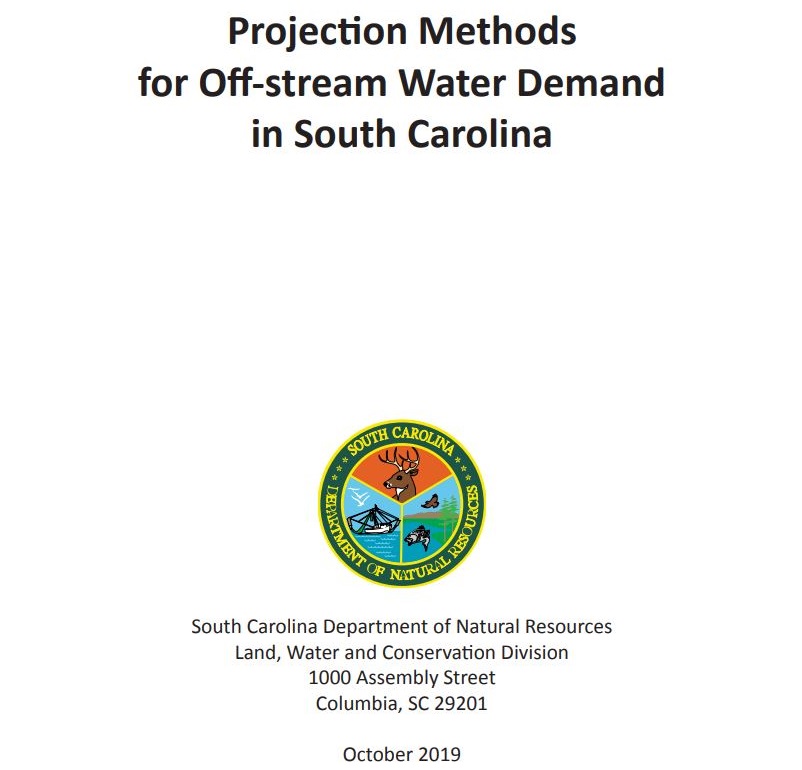 Projection Methods
for Off-stream Water Demand
in South Carolina
SOUTH CAROLINA
DEPARTMENT OF NATURAL RESOURCES
South Carolina Department of Natural Resources
Land, Water and Conservation Division
1000 Assembly Street
Columbia, SC 29201
October 2019